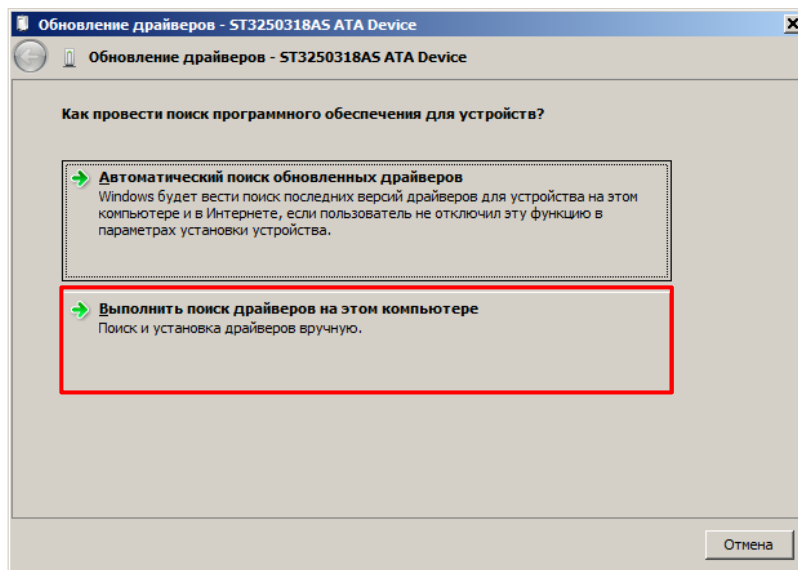 Обновление драйверов - ST3250318AS ATA Device
Обновление драйверов - ST3250318AS ATA Device
Как провести поиск программного обеспечения для устройств?
Автоматический поиск обновленных драйверов
Windows будет вести поиск последних версий драйверов для устройства на этом
компьютере и в Интернете, если пользователь не отключил эту функцию в
параметрах установки устройства.
Выполнить поиск драйверов на этом компьютере
Поиск и установка драйверов вручную.
Отмена